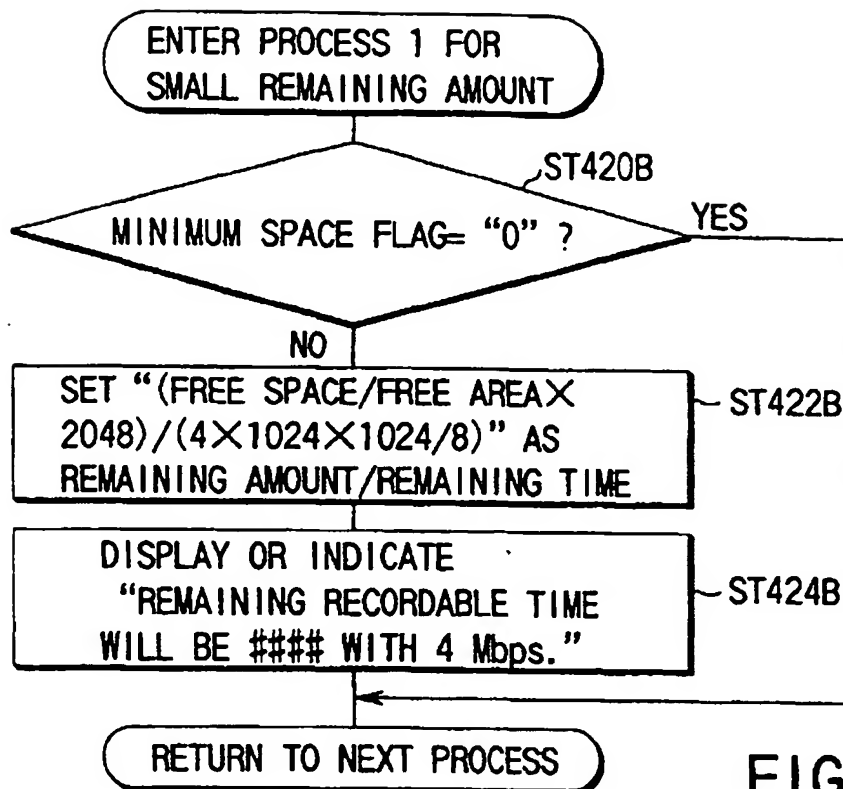 ENTER PROCESS 1 FOR
SMALL REMAINING AMOUNT
ST420B
MINIMUM SPACE FLAG= “0” ?
YES
NO
SET “(FREE SPACE/FREE AREA×
2048)/(4×1024×1024/8)” AS
REMAINING AMOUNT/REMAINING TIME
ST422B
DISPLAY OR INDICATE
“REMAINING RECORDABLE TIME
WILL BE #### WITH 4 Mbps.”
ST424B
RETURN TO NEXT PROCESS
FIG